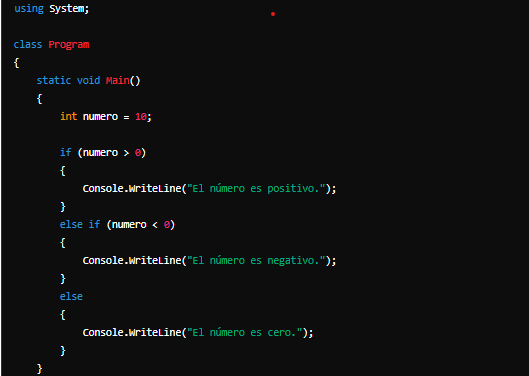 using System;
class Program
{
static void Main()
{
int numero = 10;
if (numero > 0)
{
Console.WriteLine("El número es positivo.");
}
else if (numero < 0)
{
Console.WriteLine("El número es negativo.");
}
else
{
Console.WriteLine("El número es cero.");
}
}